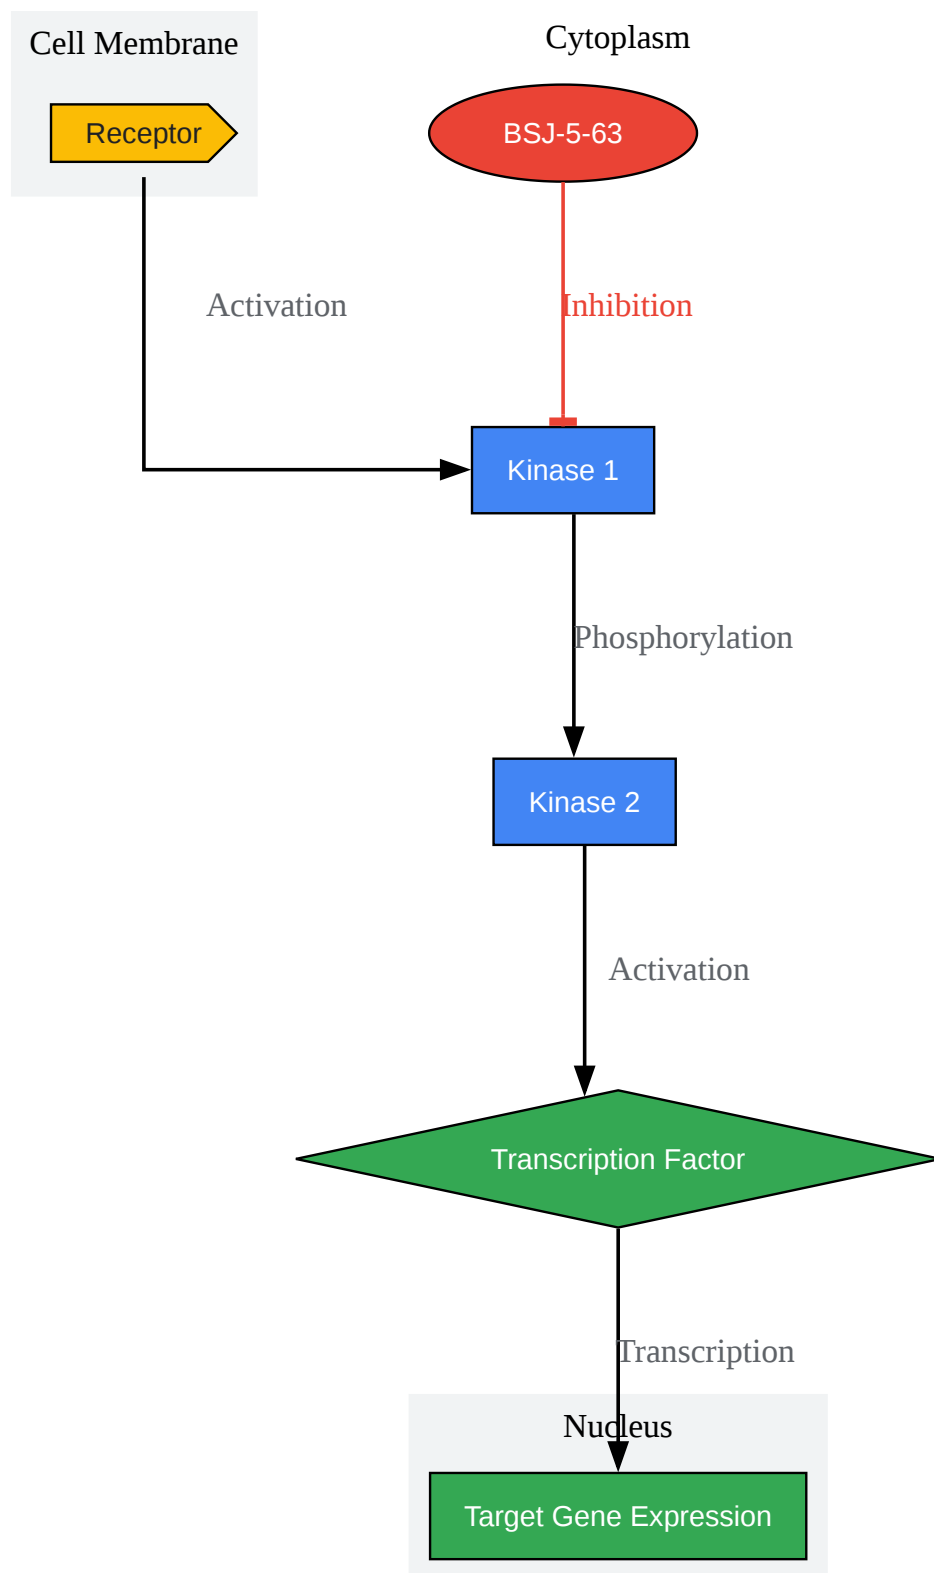 Cell Membrane
Cytoplasm
Receptor
BSJ-5-63
Activation
Inhibition
Kinase 1
Phosphorylation
Kinase 2
Activation
Transcription Factor
Transcription
Nucleus
Target Gene Expression